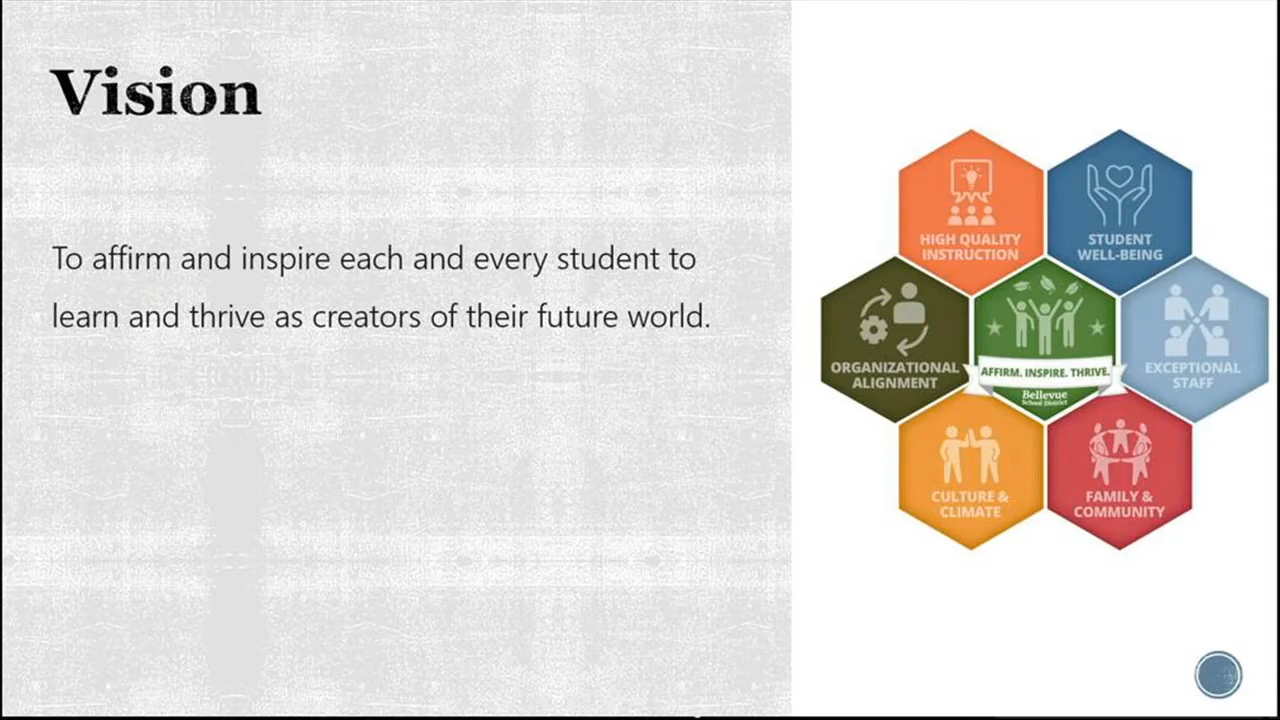 Vision
To affirm and inspire each and every student to
learn and thrive as creators of their future world.
HIGH QUALITY
INSTRUCTION
STUDENT
WELL-BEING
ORGANIZATIONAL
ALIGNMENT
AFFIRM. INSPIRE. THRIVE.
Bellevue
School District
EXCEPTIONAL
STAFF
CULTURE &
CLIMATE
FAMILY &
COMMUNITY